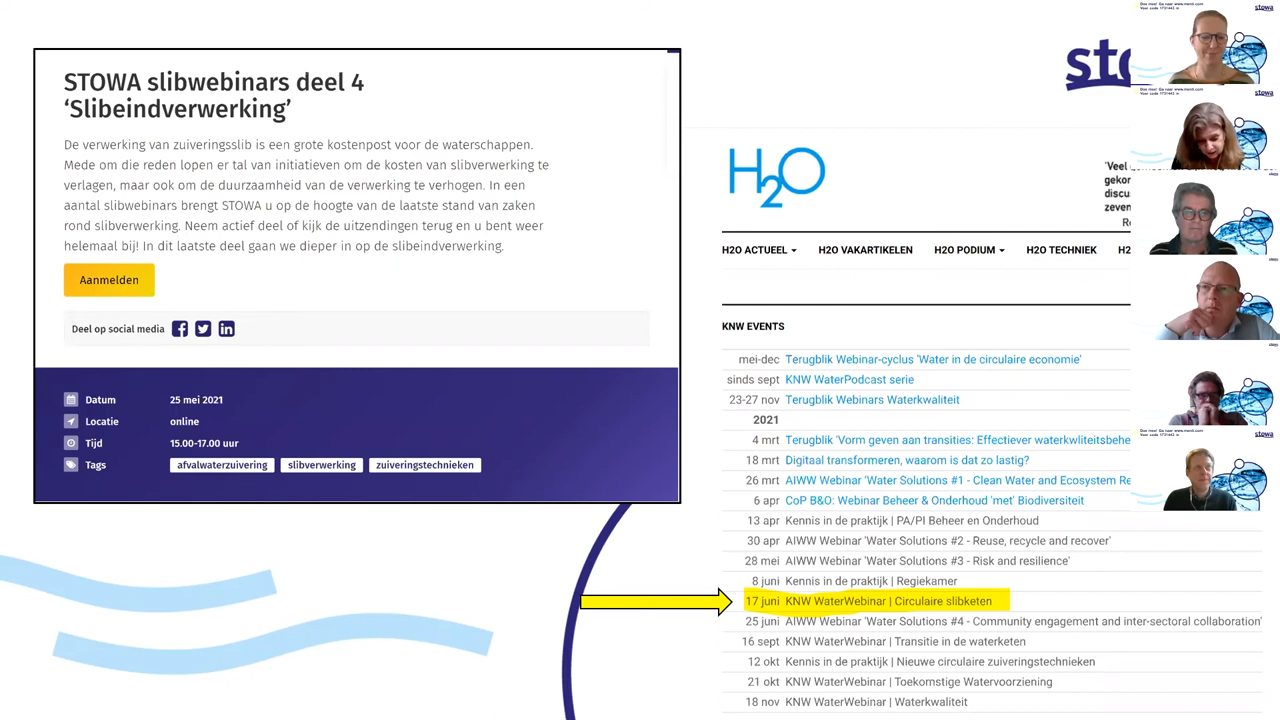 STOWA slibwebinars deel 4
‘Slibeindverwerking’
De verwerking van zuiveringsslib is een grote kostenpost voor de waterschappen.
Mede om die reden lopen er tal van initiatieven om de kosten van slibverwerking te
verlagen, maar ook om de duurzaamheid van de verwerking te verhogen. In een
aantal slibwebinars brengt STOWA u op de hoogte van de laatste stand van zaken
rond slibverwerking. Neem actief deel of kijk de uitzendingen terug en u bent weer
helemaal bij! In dit laatste deel gaan we dieper in op de slibeindverwerking.
Aanmelden
Deel op social media
Datum 25 mei 2021
Locatie online
Tijd 15.00-17.00 uur
Tags afvalwaterzuivering slibverwerking zuiveringstechnieken
sto
H2O
'Veel
gekor
discus
zeven
H2O ACTUEEL H2O VAKARTIKELEN H2O PODIUM H2O TECHNIEK H2
KNW EVENTS
mei-dec Terugblik Webinar-cyclus 'Water in de circulaire economie'
sinds sept KNW WaterPodcast serie
23-27 nov Terugblik Webinars Waterkwaliteit
2021
4 mrt Terugblik 'Vorm geven aan transities: Effectiever waterkwliteitsbehe
18 mrt Digitaal transformeren, waarom is dat zo lastig?
26 mrt AIWW Webinar 'Water Solutions #1 - Clean Water and Ecosystem Re
6 apr CoP B&O: Webinar Beheer & Onderhoud 'met' Biodiversiteit
13 apr Kennis in de praktijk | PA/PI Beheer en Onderhoud
30 apr AIWW Webinar 'Water Solutions #2 - Reuse, recycle and recover'
28 mei AIWW Webinar 'Water Solutions #3 - Risk and resilience'
8 juni Kennis in de praktijk | Regiekamer
17 juni KNW WaterWebinar | Circulaire slibketen
25 juni AIWW Webinar 'Water Solutions #4 - Community engagement and inter-sectoral collaboration'
16 sept KNW WaterWebinar | Transitie in de waterketen
12 okt Kennis in de praktijk | Nieuwe circulaire zuiveringstechnieken
21 okt KNW WaterWebinar | Toekomstige Watervoorziening
18 nov KNW WaterWebinar | Waterkwaliteit
stowa
stowa
stowa